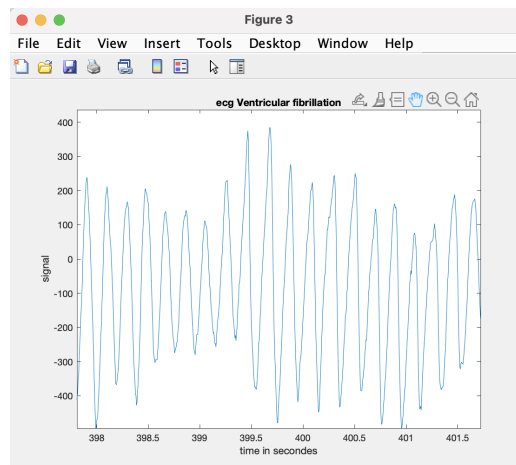 Figure 3
File Edit View Insert Tools Desktop Window Help
ecg Ventricular fibrillation
400
300
200
100
0
-100
-200
-300
-400
signal
398 398.5 399 399.5 400 400.5 401 401.5
time in secondes